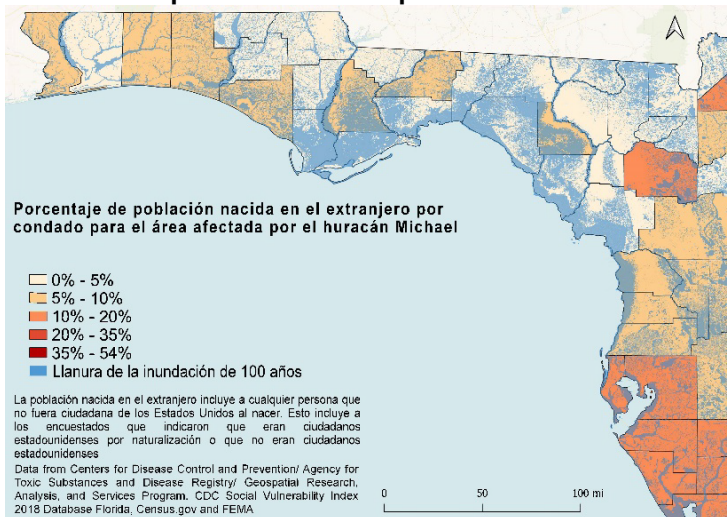 Porcentaje de población nacida en el extranjero por
condado para el área afectada por el huracán Michael
0% - 5%
5% - 10%
10% - 20%
20% - 35%
35% - 54%
Llanura de la inundación de 100 años
La población nacida en el extranjero incluye a cualquier persona que
no fuera ciudadana de los Estados Unidos al nacer. Esto incluye a
los encuestados que indicaron que eran ciudadanos
estadounidenses por naturalización o que no eran ciudadanos
estadounidenses
Data from Centers for Disease Control and Prevention/ Agency for
Toxic Substances and Disease Registry/ Geospatial Research,
Analysis, and Services Program. CDC Social Vulnerability Index
2018 Database Florida, Census.gov and FEMA
0 50 100 mi